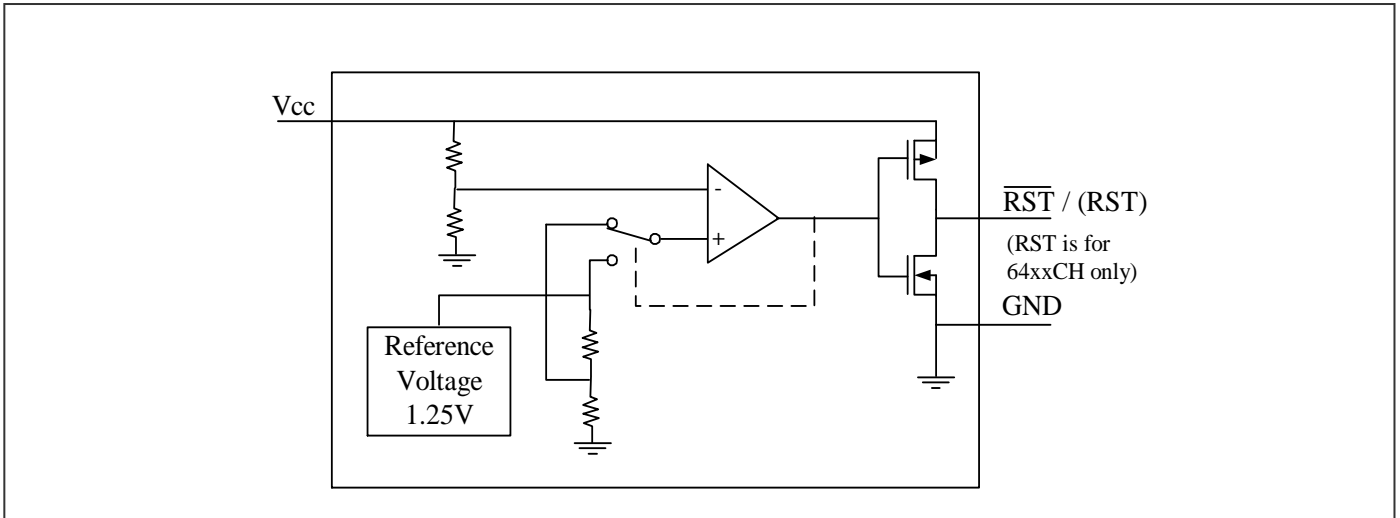 Vcc
-
+
RST / (RST)
(RST is for
64xxCH only)
GND
Reference
Voltage
1.25V